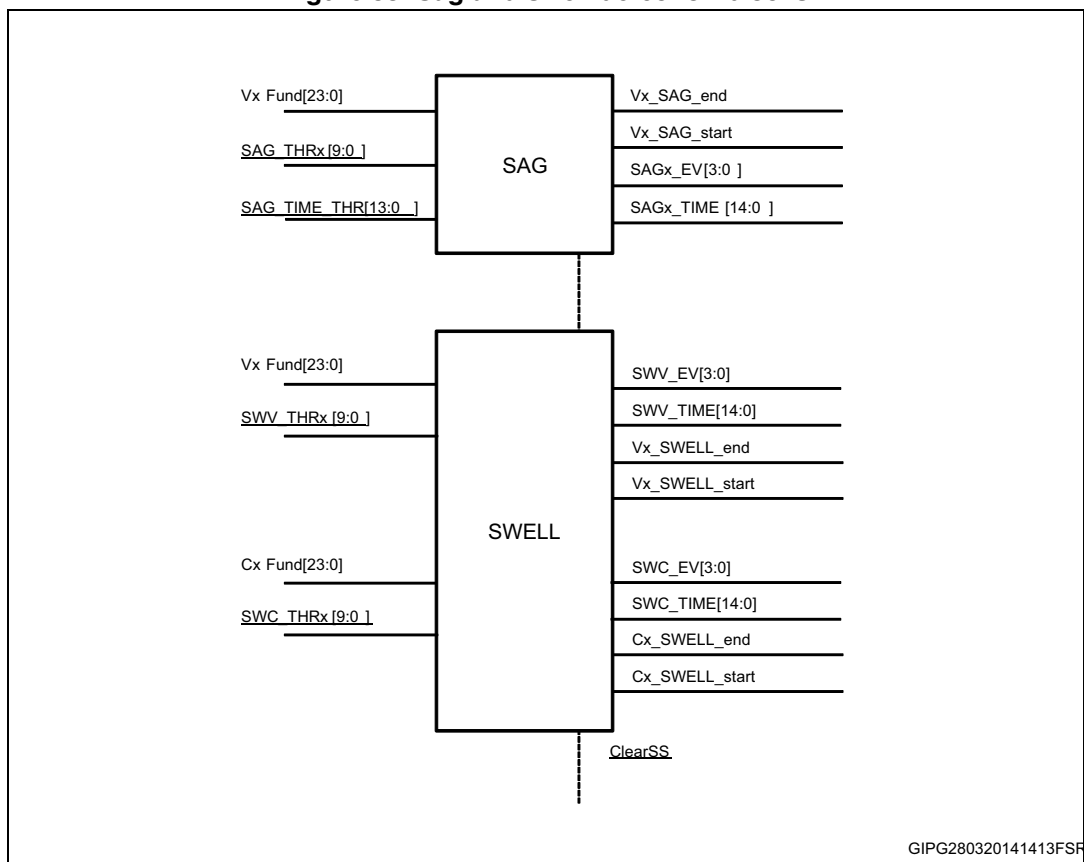 Vx Fund[23:0]
SAG_THRx [9:0 ]
SAG_TIME_THR[13:0 ]
SAG
Vx_SAG_end
Vx_SAG_start
SAGx_EV[3:0 ]
SAGx_TIME [14:0 ]
Vx Fund[23:0]
SWV_THRx [9:0 ]
Cx Fund[23:0]
SWC_THRx [9:0 ]
SWELL
SWV_EV[3:0]
SWV_TIME[14:0]
Vx_SWELL_end
Vx_SWELL_start
SWC_EV[3:0]
SWC_TIME[14:0]
Cx_SWELL_end
Cx_SWELL_start
ClearSS